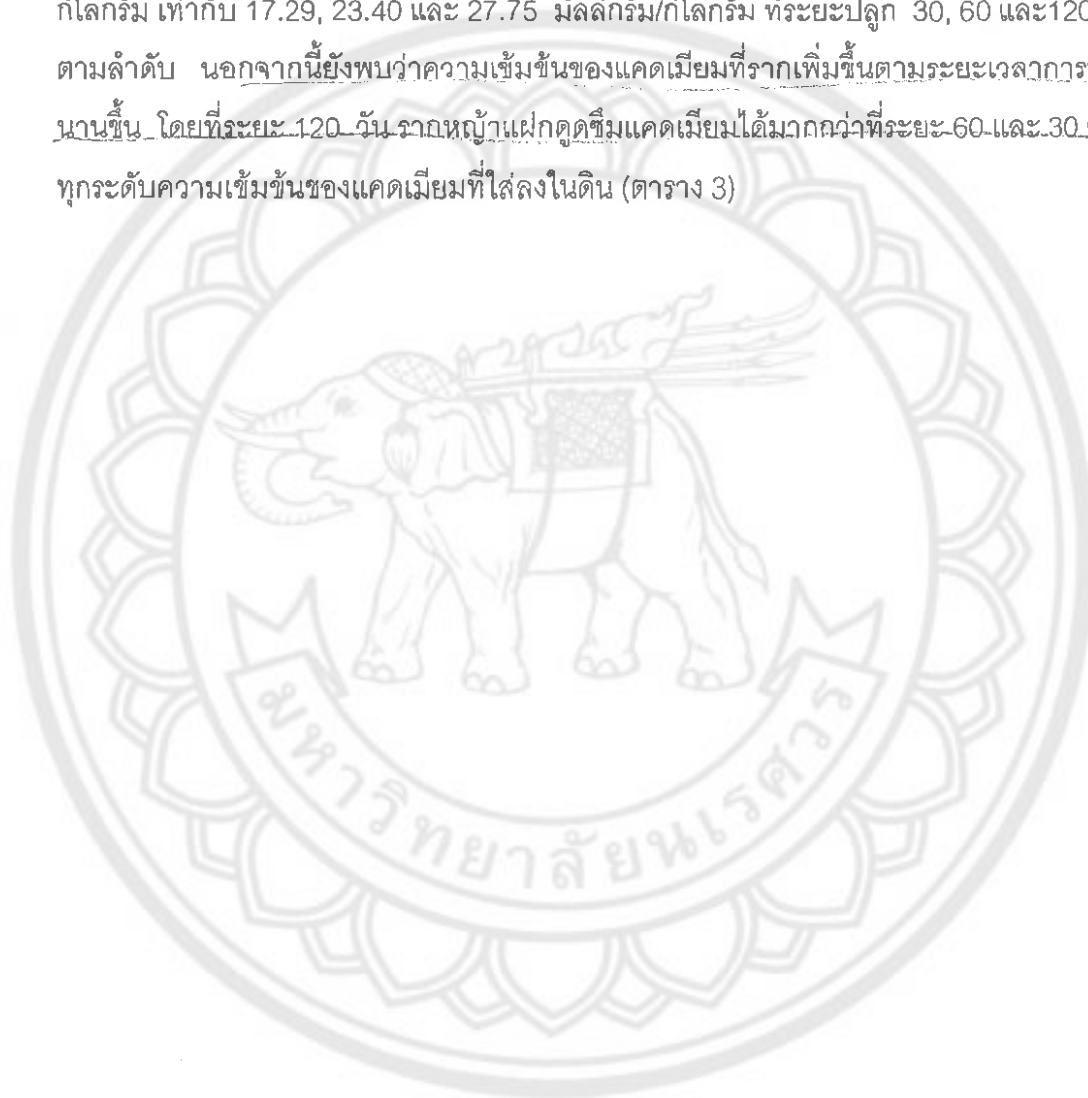 กิโลกรัม เท่ากับ 17.29, 23.40 และ 27.75 มิลลิกรัม/กิโลกรัม ที่ระยะปลูก 30, 60 และ120
ตามลำดับ นอกจากนี้ยังพบว่าความเข้มข้นของแคดเมียมที่รากเพิ่มขึ้นตามระยะเวลาการ
นานขึ้น โดยที่ระยะ 120 วัน รากหญ้าแฝกดูดซึมแคดเมียมได้มากกว่าที่ระยะ 60 และ 30
ทุกระดับความเข้มข้นของแคดเมียมที่ใส่ลงในดิน (ตาราง 3)
มหาวิทยาลัยนเรศวร